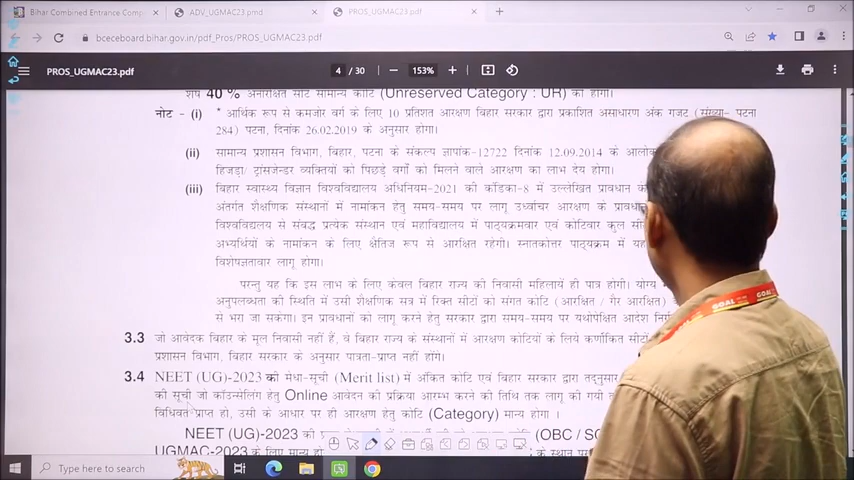 Bihar Combined Entrance Comp
ADV_UGMAC23.pmd
PROS_UGMAC23.pdf
bceceboard.bihar.gov.in/pdf_Pros/PROS_UGMAC23.pdf
PROS_UGMAC23.pdf
4 / 30
153%
शेष 40 % अनारक्षित सीट सामान्य कोटि (Unreserved Category : UR) की होगी।
नोट - (i) * आर्थिक रूप से कमजोर वर्ग के लिए 10 प्रतिशत आरक्षण बिहार सरकार द्वारा प्रकाशित असाधारण अंक गजट (संख्या- पटना
284) पटना, दिनांक 26.02.2019 के अनुसार होगा।
(ii) सामान्य प्रशासन विभाग, बिहार, पटना के संकल्प ज्ञापांक-12722 दिनांक 12.09.2014 के आलोक
हिजड़ा/ ट्रांसजेन्डर व्यक्तियों को पिछड़े वर्गों को मिलने वाले आरक्षण का लाभ देय होगा।
(iii) बिहार स्वास्थ्य विज्ञान विश्वविद्यालय अधिनियम-2021 की कंडिका-8 में उल्लेखित प्रावधान के
अंतर्गत शैक्षणिक संस्थानों में नामांकन हेतु समय-समय पर लागू उर्ध्वाधर आरक्षण के प्रावधान
विश्वविद्यालय से संबद्ध प्रत्येक संस्थान एवं महाविद्यालय में पाठ्यक्रमवार एवं कोटिवार कुल सी
अभ्यर्थियों के नामांकन के लिए क्षैतिज रूप से आरक्षित रहेगी। स्नातकोत्तर पाठ्यक्रम में यह
विशेषज्ञतावार लागू होगा।
परन्तु यह कि इस लाभ के लिए केवल बिहार राज्य की निवासी महिलायें ही पात्र होगी। योग्य म
अनुपलब्धता की स्थिति में उसी शैक्षणिक सत्र में रिक्त सीटों को संगत कोटि (आरक्षित / गैर आरक्षित)
से भरा जा सकेगा। इन प्रावधानों को लागू करने हेतु सरकार द्वारा समय-समय पर यथोपेक्षित आदेश
3.3 जो आवेदक बिहार के मूल निवासी नहीं हैं, वे बिहार राज्य के संस्थानों में आरक्षण कोटियों के लिये कर्णांकित सीटों
प्रशासन विभाग, बिहार सरकार के अनुसार पात्रता-प्राप्त नहीं होंगे।
3.4 NEET (UG)-2023 की मेधा-सूची (Merit list) में अंकित कोटि एवं बिहार सरकार द्वारा तद्नुसार
की सूची जो काउन्सेलिंग हेतु Online आवेदन की प्रक्रिया आरम्भ करने की तिथि तक लागू की गयी
विधिवत प्राप्त हो, उसी के आधार पर ही आरक्षण हेतु कोटि (Category) मान्य होगा ।
NEET (UG)-2023 की (OBC / SC
UGMAC-2023 के लिए मान्य के स्थान
Type here to search
GOAL
GOAL